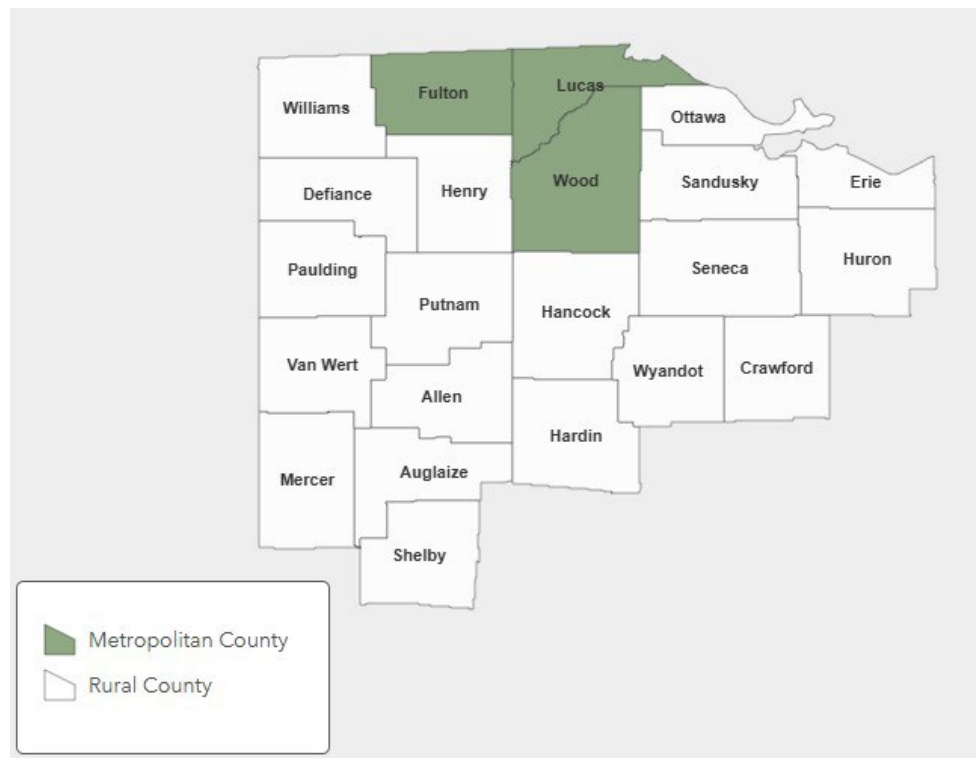 Williams
Fulton
Lucas
Ottawa
Defiance
Henry
Wood
Sandusky
Erie
Paulding
Putnam
Hancock
Seneca
Huron
Van Wert
Allen
Wyandot
Crawford
Mercer
Auglaize
Hardin
Shelby
Metropolitan County
Rural County